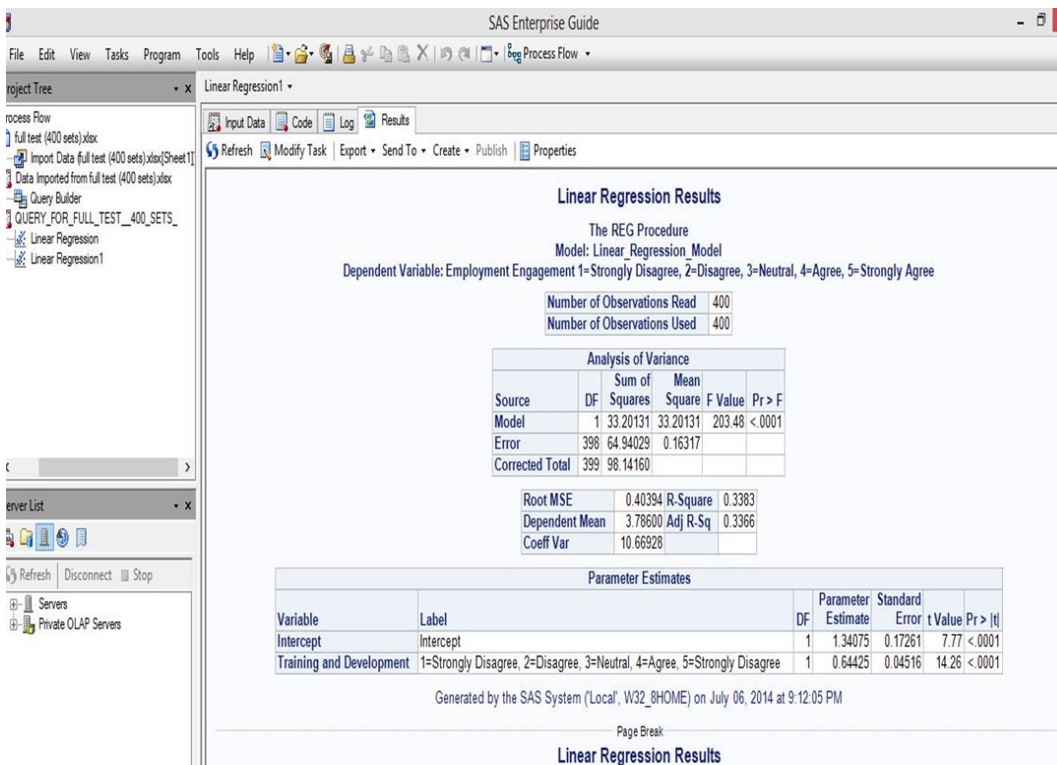 SAS Enterprise Guide
File Edit View Tasks Program Tools Help Process Flow
roject Tree
rocess Flow
full test (400 sets).xlsx
Import Data (full test (400 sets).xlsx[Sheet1]
Data Imported from full test (400 sets).xlsx
Query Builder
QUERY_FOR_FULL_TEST__400_SETS_
Linear Regression
Linear Regression1
erver List
Refresh Disconnect Stop
Servers
Private OLAP Servers
Linear Regression1
Input Data Code Log Results
Refresh Modify Task Export Send To Create Publish Properties
Linear Regression Results
The REG Procedure
Model: Linear_Regression_Model
Dependent Variable: Employment Engagement 1=Strongly Disagree, 2=Disagree, 3=Neutral, 4=Agree, 5=Strongly Agree
Number of Observations Read 400
Number of Observations Used 400
Analysis of Variance
Source DF Sum of Squares Mean Square F Value Pr > F
Model 1 33.20131 33.20131 203.48 <.0001
Error 398 64.94029 0.16317
Corrected Total 399 98.14160
Root MSE 0.40394 R-Square 0.3383
Dependent Mean 3.78600 Adj R-Sq 0.3366
Coeff Var 10.66928
Parameter Estimates
Variable Label DF Parameter Estimate Standard Error t Value Pr > |t|
Intercept Intercept 1 1.34075 0.17261 7.77 <.0001
Training and Development 1=Strongly Disagree, 2=Disagree, 3=Neutral, 4=Agree, 5=Strongly Disagree 1 0.64425 0.04516 14.26 <.0001
Generated by the SAS System ('Local', W32_8HOME) on July 06, 2014 at 9:12:05 PM
Page Break
Linear Regression Results